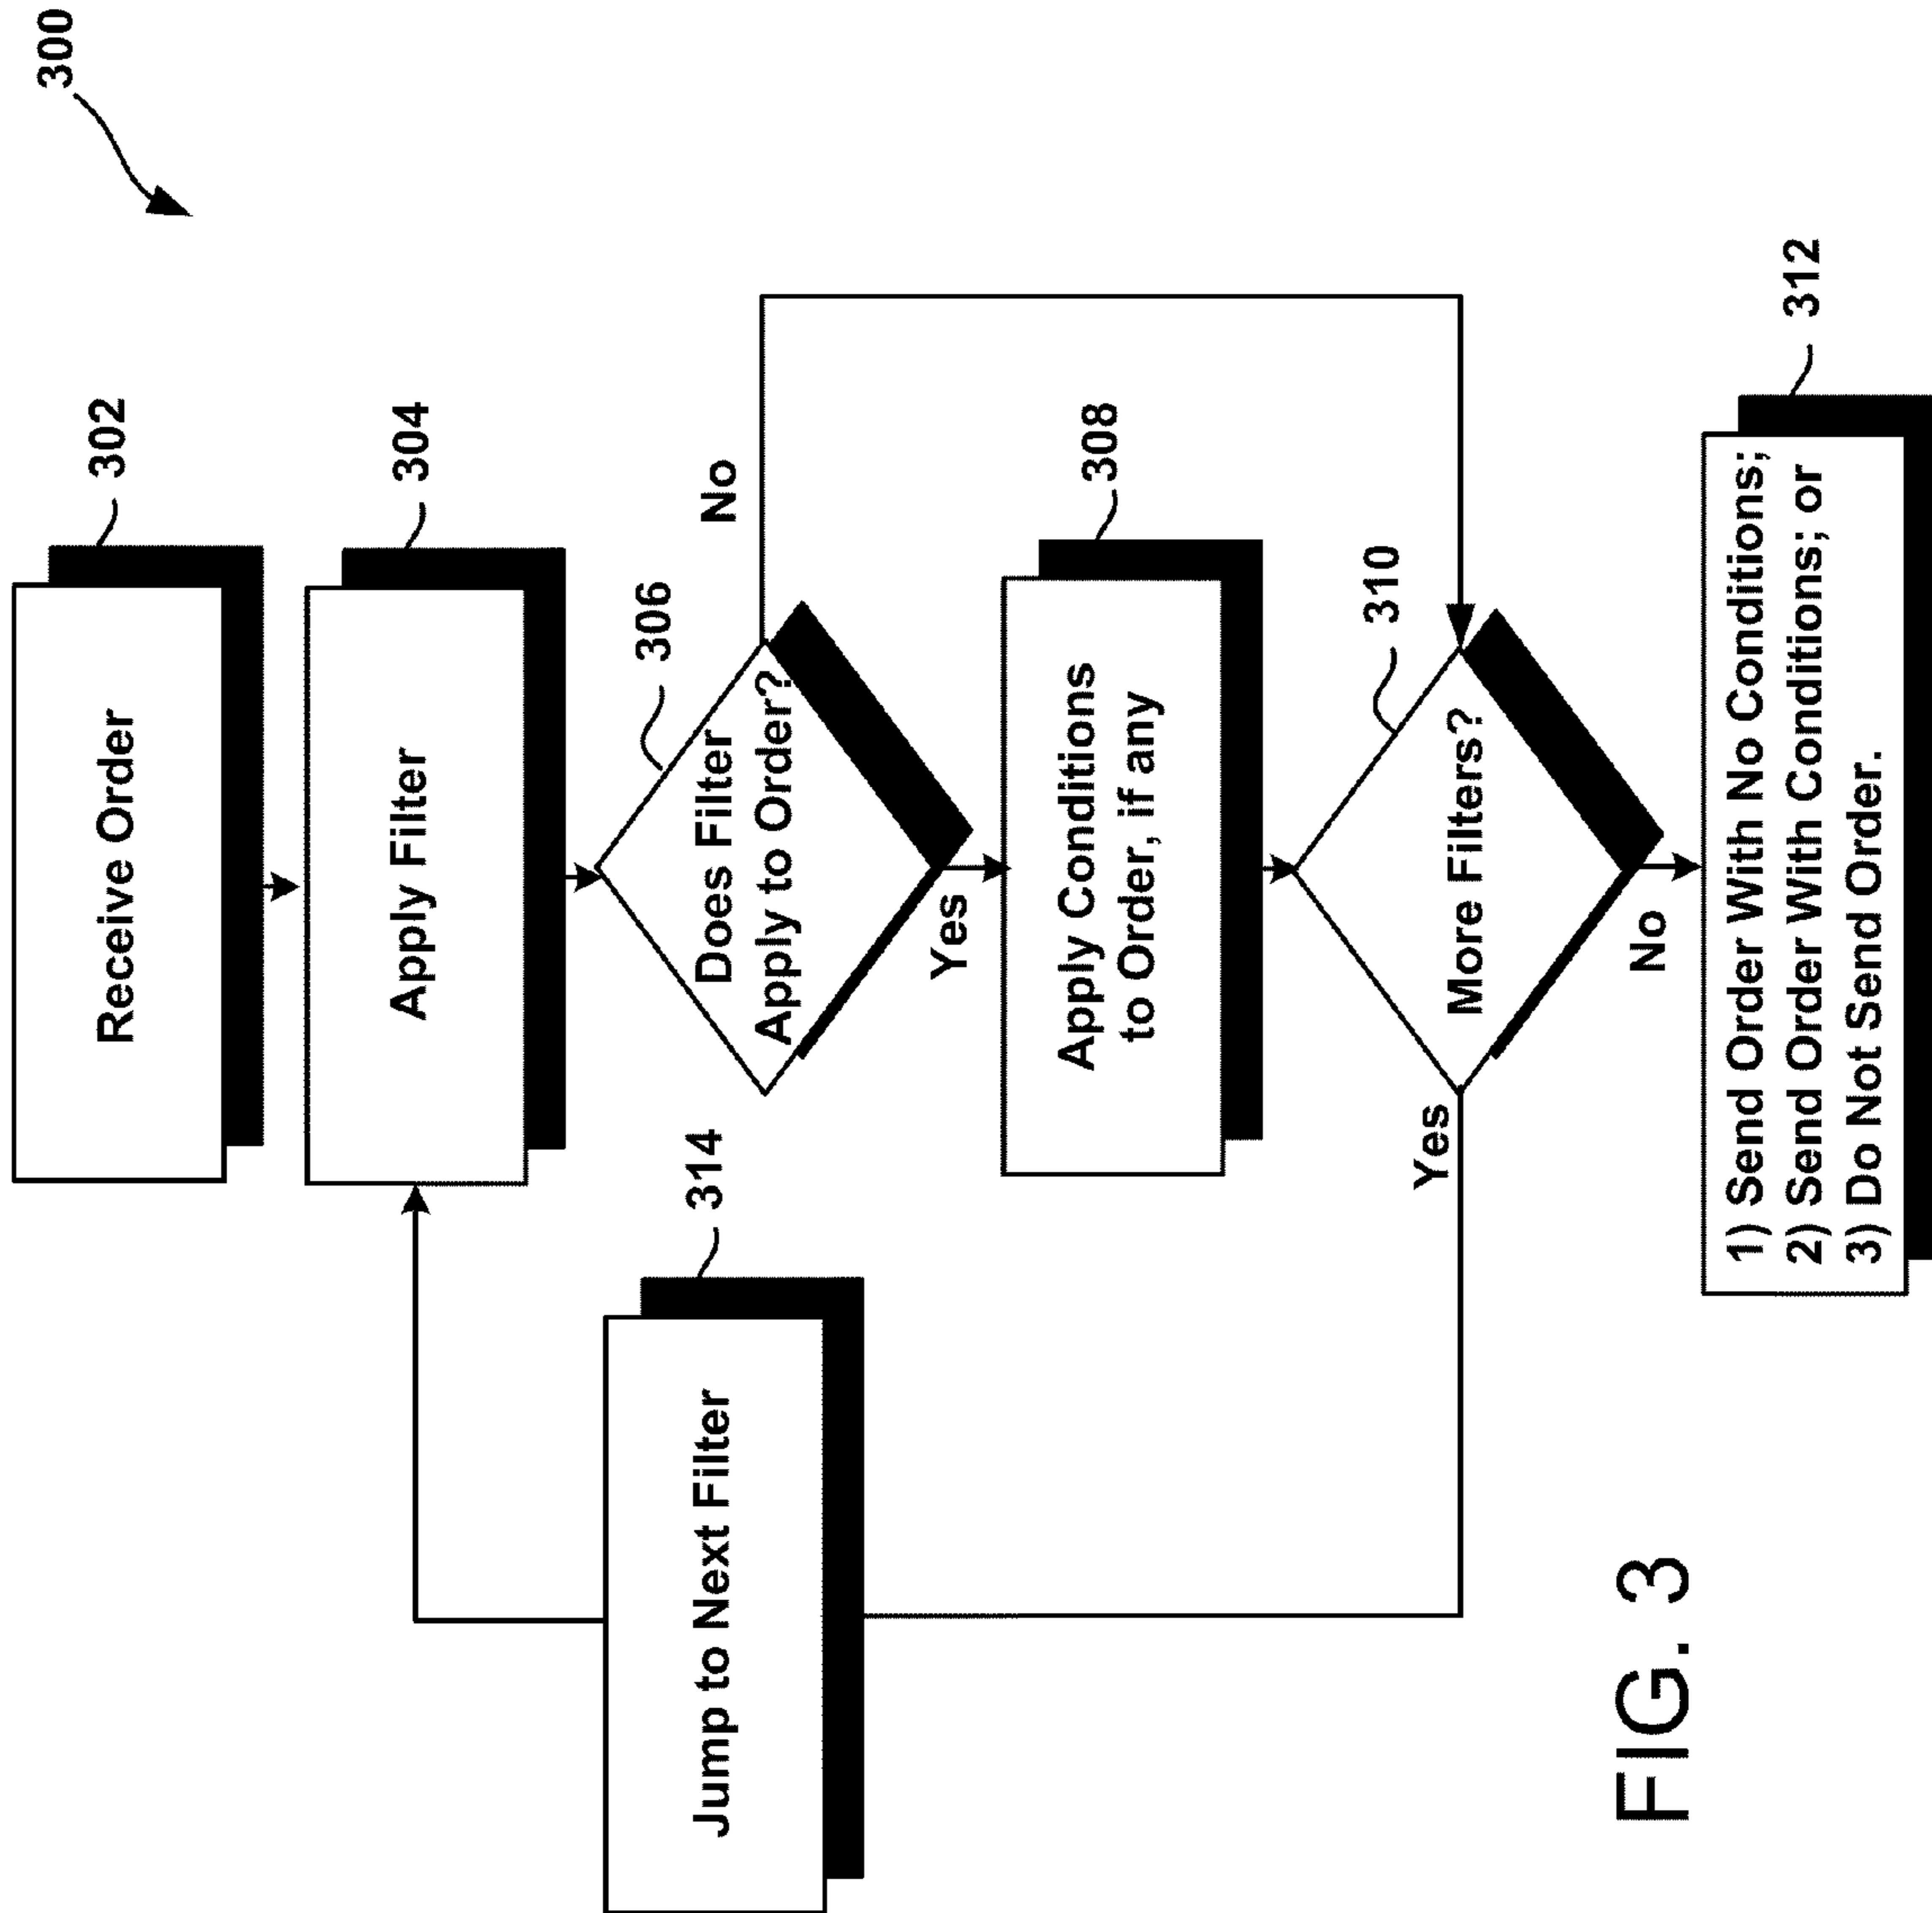 300
Receive Order
302
Apply Filter
304
306
Does Filter
Apply to Order?
No
Yes
Jump to Next Filter
314
Apply Conditions
to Order, if any
308
310
More Filters?
Yes
No
1) Send Order With No Conditions;
2) Send Order With Conditions; or
3) Do Not Send Order.
312
FIG. 3